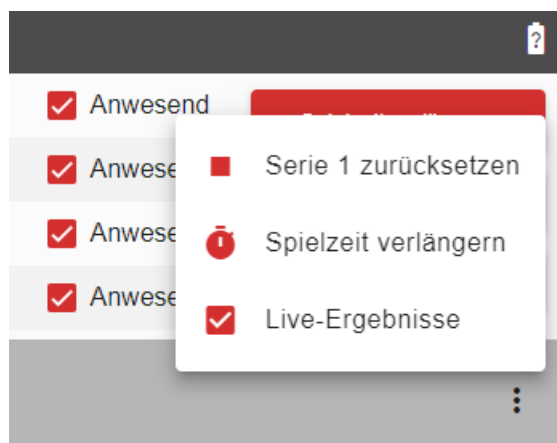 ?
Anwesend
Anwese
Serie 1 zurücksetzen
Anwese
Spielzeit verlängern
Anwese
Live-Ergebnisse